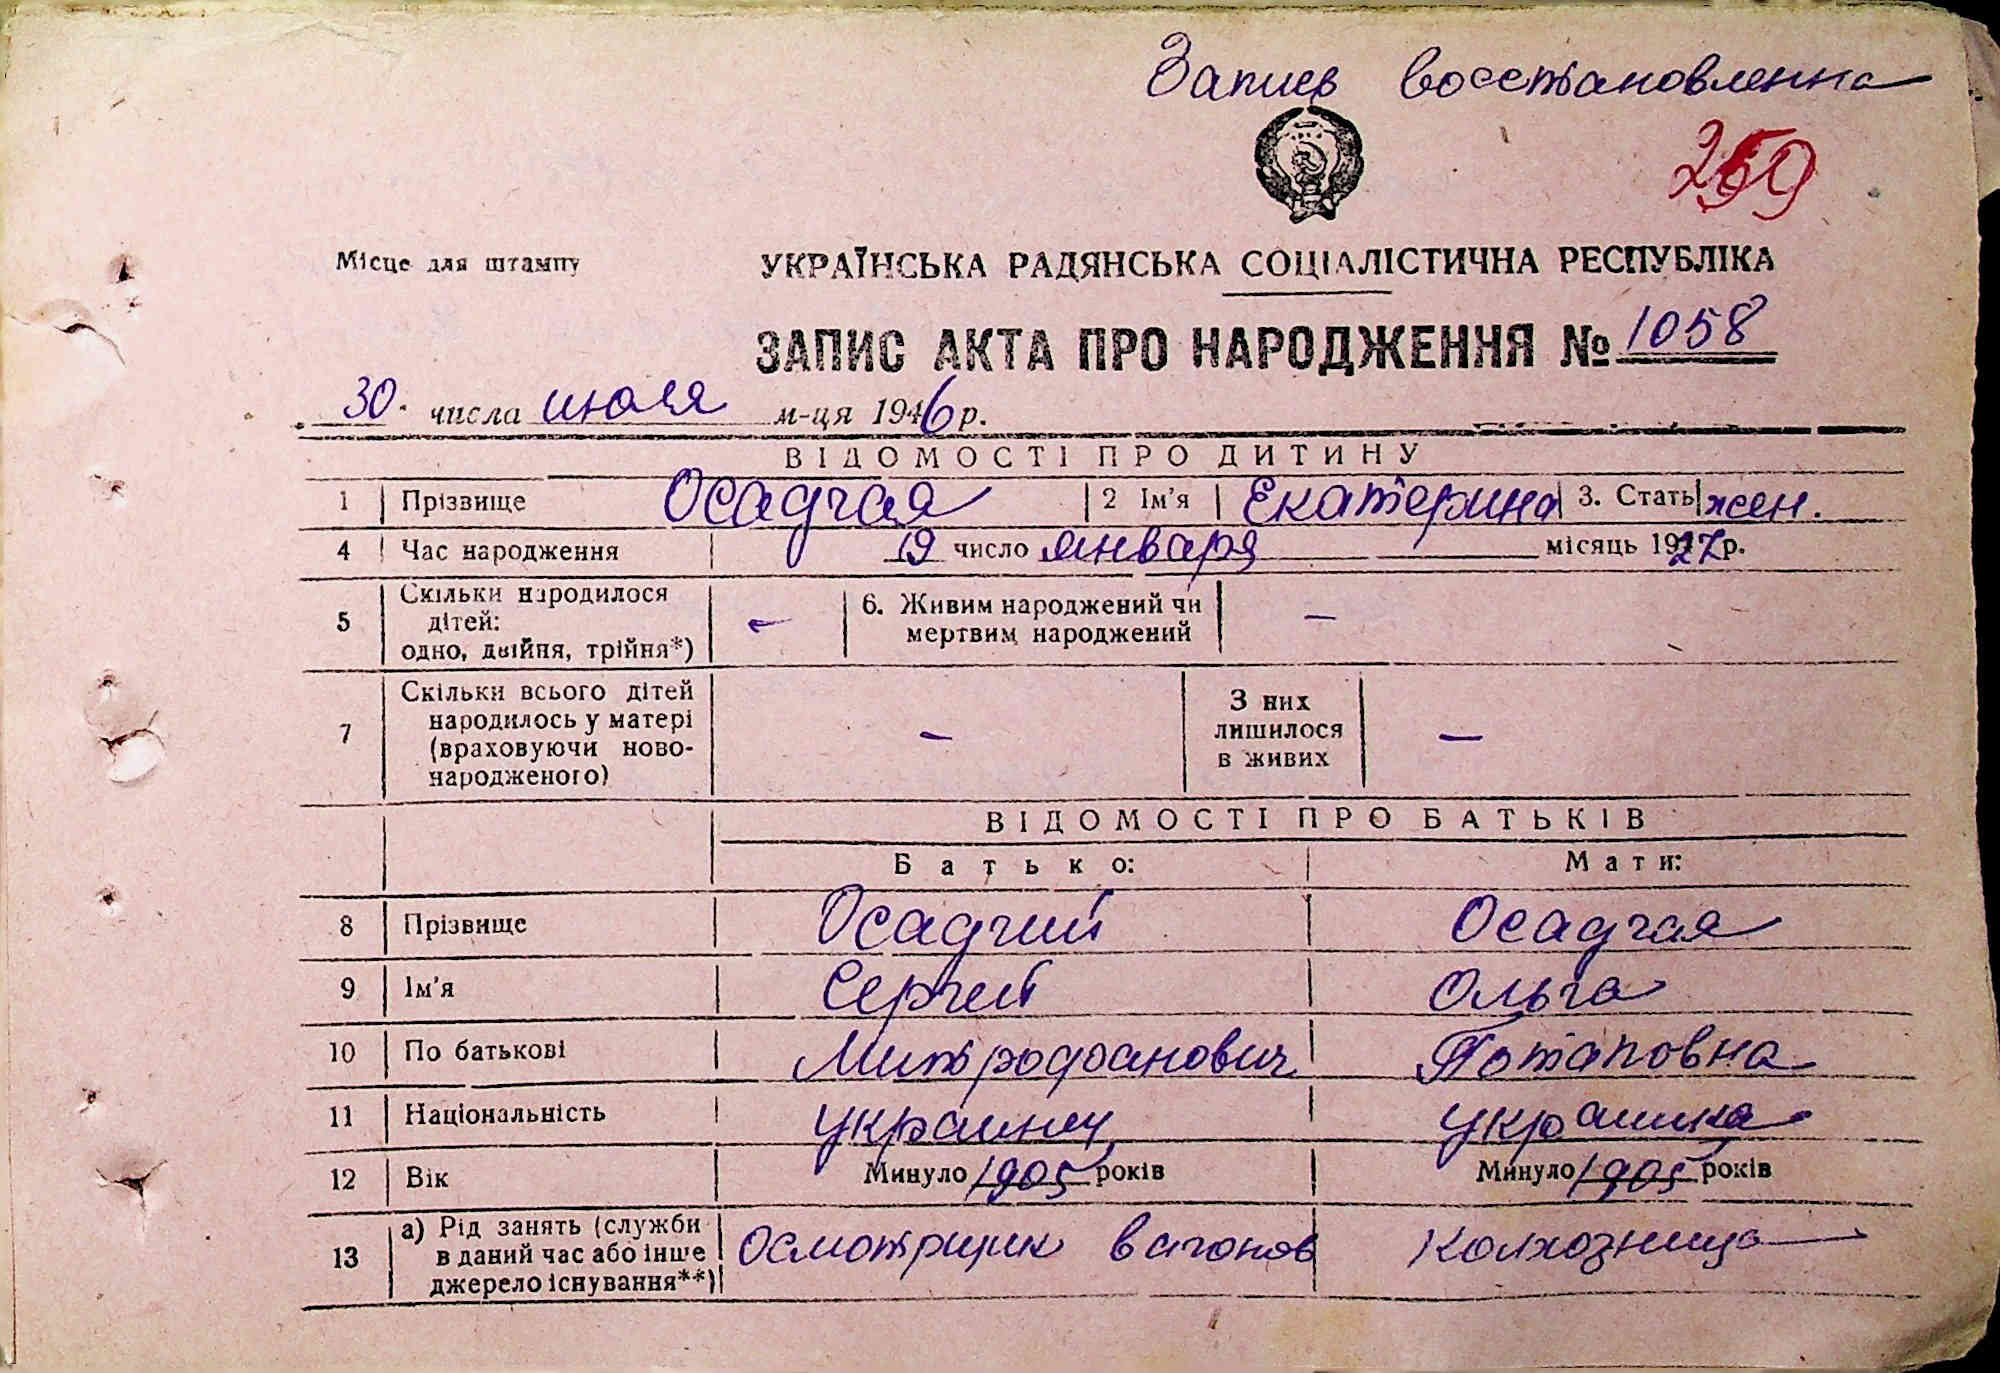 Запись восстановленна
259
Місце для штампу
УКРАЇНСЬКА РАДЯНСЬКА СОЦІАЛІСТИЧНА РЕСПУБЛІКА
ЗАПИС АКТА ПРО НАРОДЖЕННЯ № 1058
30. числа июля м-ця 1946 р.
ВІДОМОСТІ ПРО ДИТИНУ
1 Прізвище Осадчая 2 Ім'я Екатерина 3. Стать жен.
4 Час народження 19 число января місяць 1927 р.
5 Скільки народилося дітей: одно, двійня, трійня*) – 6. Живим народжений чи мертвим народжений –
7 Скільки всього дітей народилось у матері (враховуючи ново-народженого) – З них лишилося в живих –
ВІДОМОСТІ ПРО БАТЬКІВ
Батько: Мати:
8 Прізвище Осадчий Осадчая
9 Ім'я Сергей Ольга
10 По батькові Митрофанович Потаповна
11 Національність украинец украинка
12 Вік Минуло 1905 років Минуло 1905 років
13 а) Рід занять (служби в даний час або інше джерело існування**) Осмотрщик вагонов Колхозница